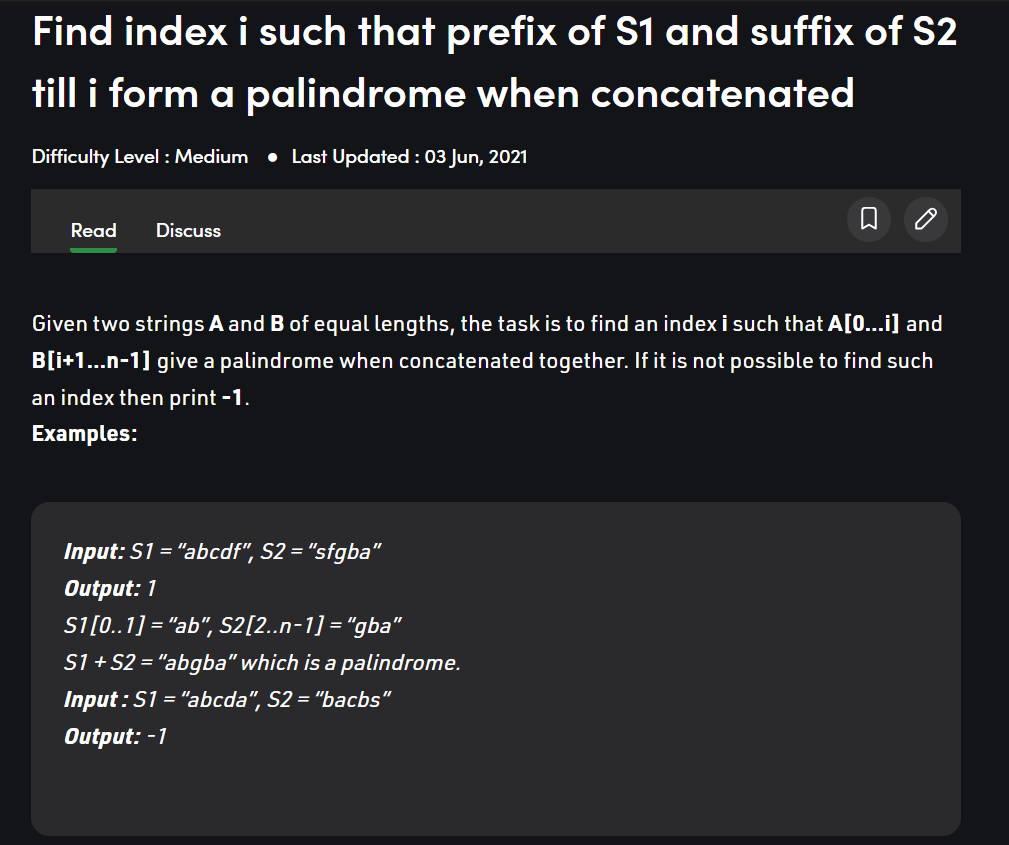 Find index i such that prefix of S1 and suffix of S2
till i form a palindrome when concatenated
Difficulty Level : Medium ● Last Updated : 03 Jun, 2021
Read Discuss
Given two strings A and B of equal lengths, the task is to find an index i such that A[0…i] and
B[i+1…n-1] give a palindrome when concatenated together. If it is not possible to find such
an index then print -1.
Examples:
Input: S1 = “abcdf”, S2 = “sfgba”
Output: 1
S1[0..1] = “ab”, S2[2..n-1] = “gba”
S1 + S2 = “abgba” which is a palindrome.
Input : S1 = “abcda”, S2 = “bacbs”
Output: -1